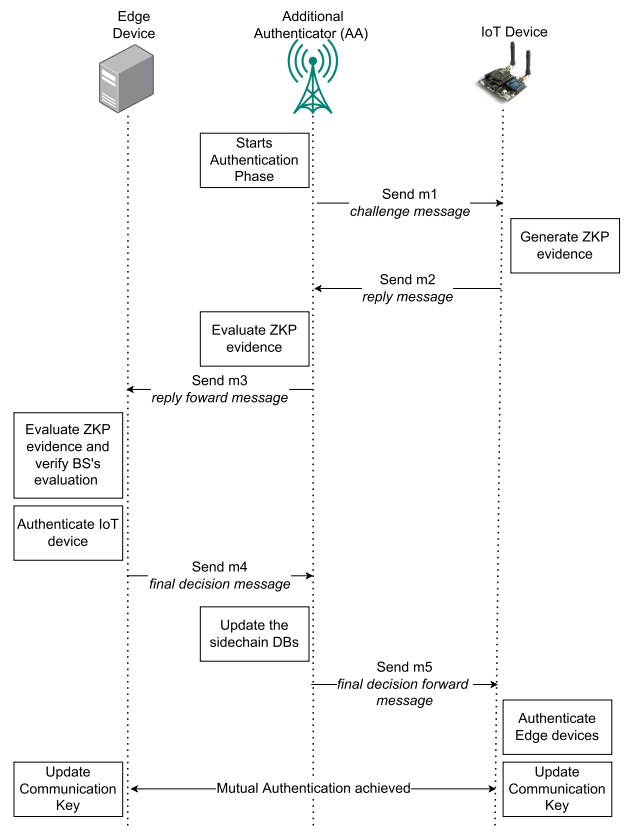 Edge
Device
Additional
Authenticator (AA)
IoT Device
Starts
Authentication
Phase
Send m1
challenge message
Generate ZKP
evidence
Send m2
reply message
Evaluate ZKP
evidence
Send m3
reply foward message
Evaluate ZKP
evidence and
verify BS's
evaluation
Authenticate IoT
device
Send m4
final decision message
Update the
sidechain DBs
Send m5
final decision forward
message
Authenticate
Edge devices
Update
Communication
Key
Mutual Authentication achieved
Update
Communication
Key